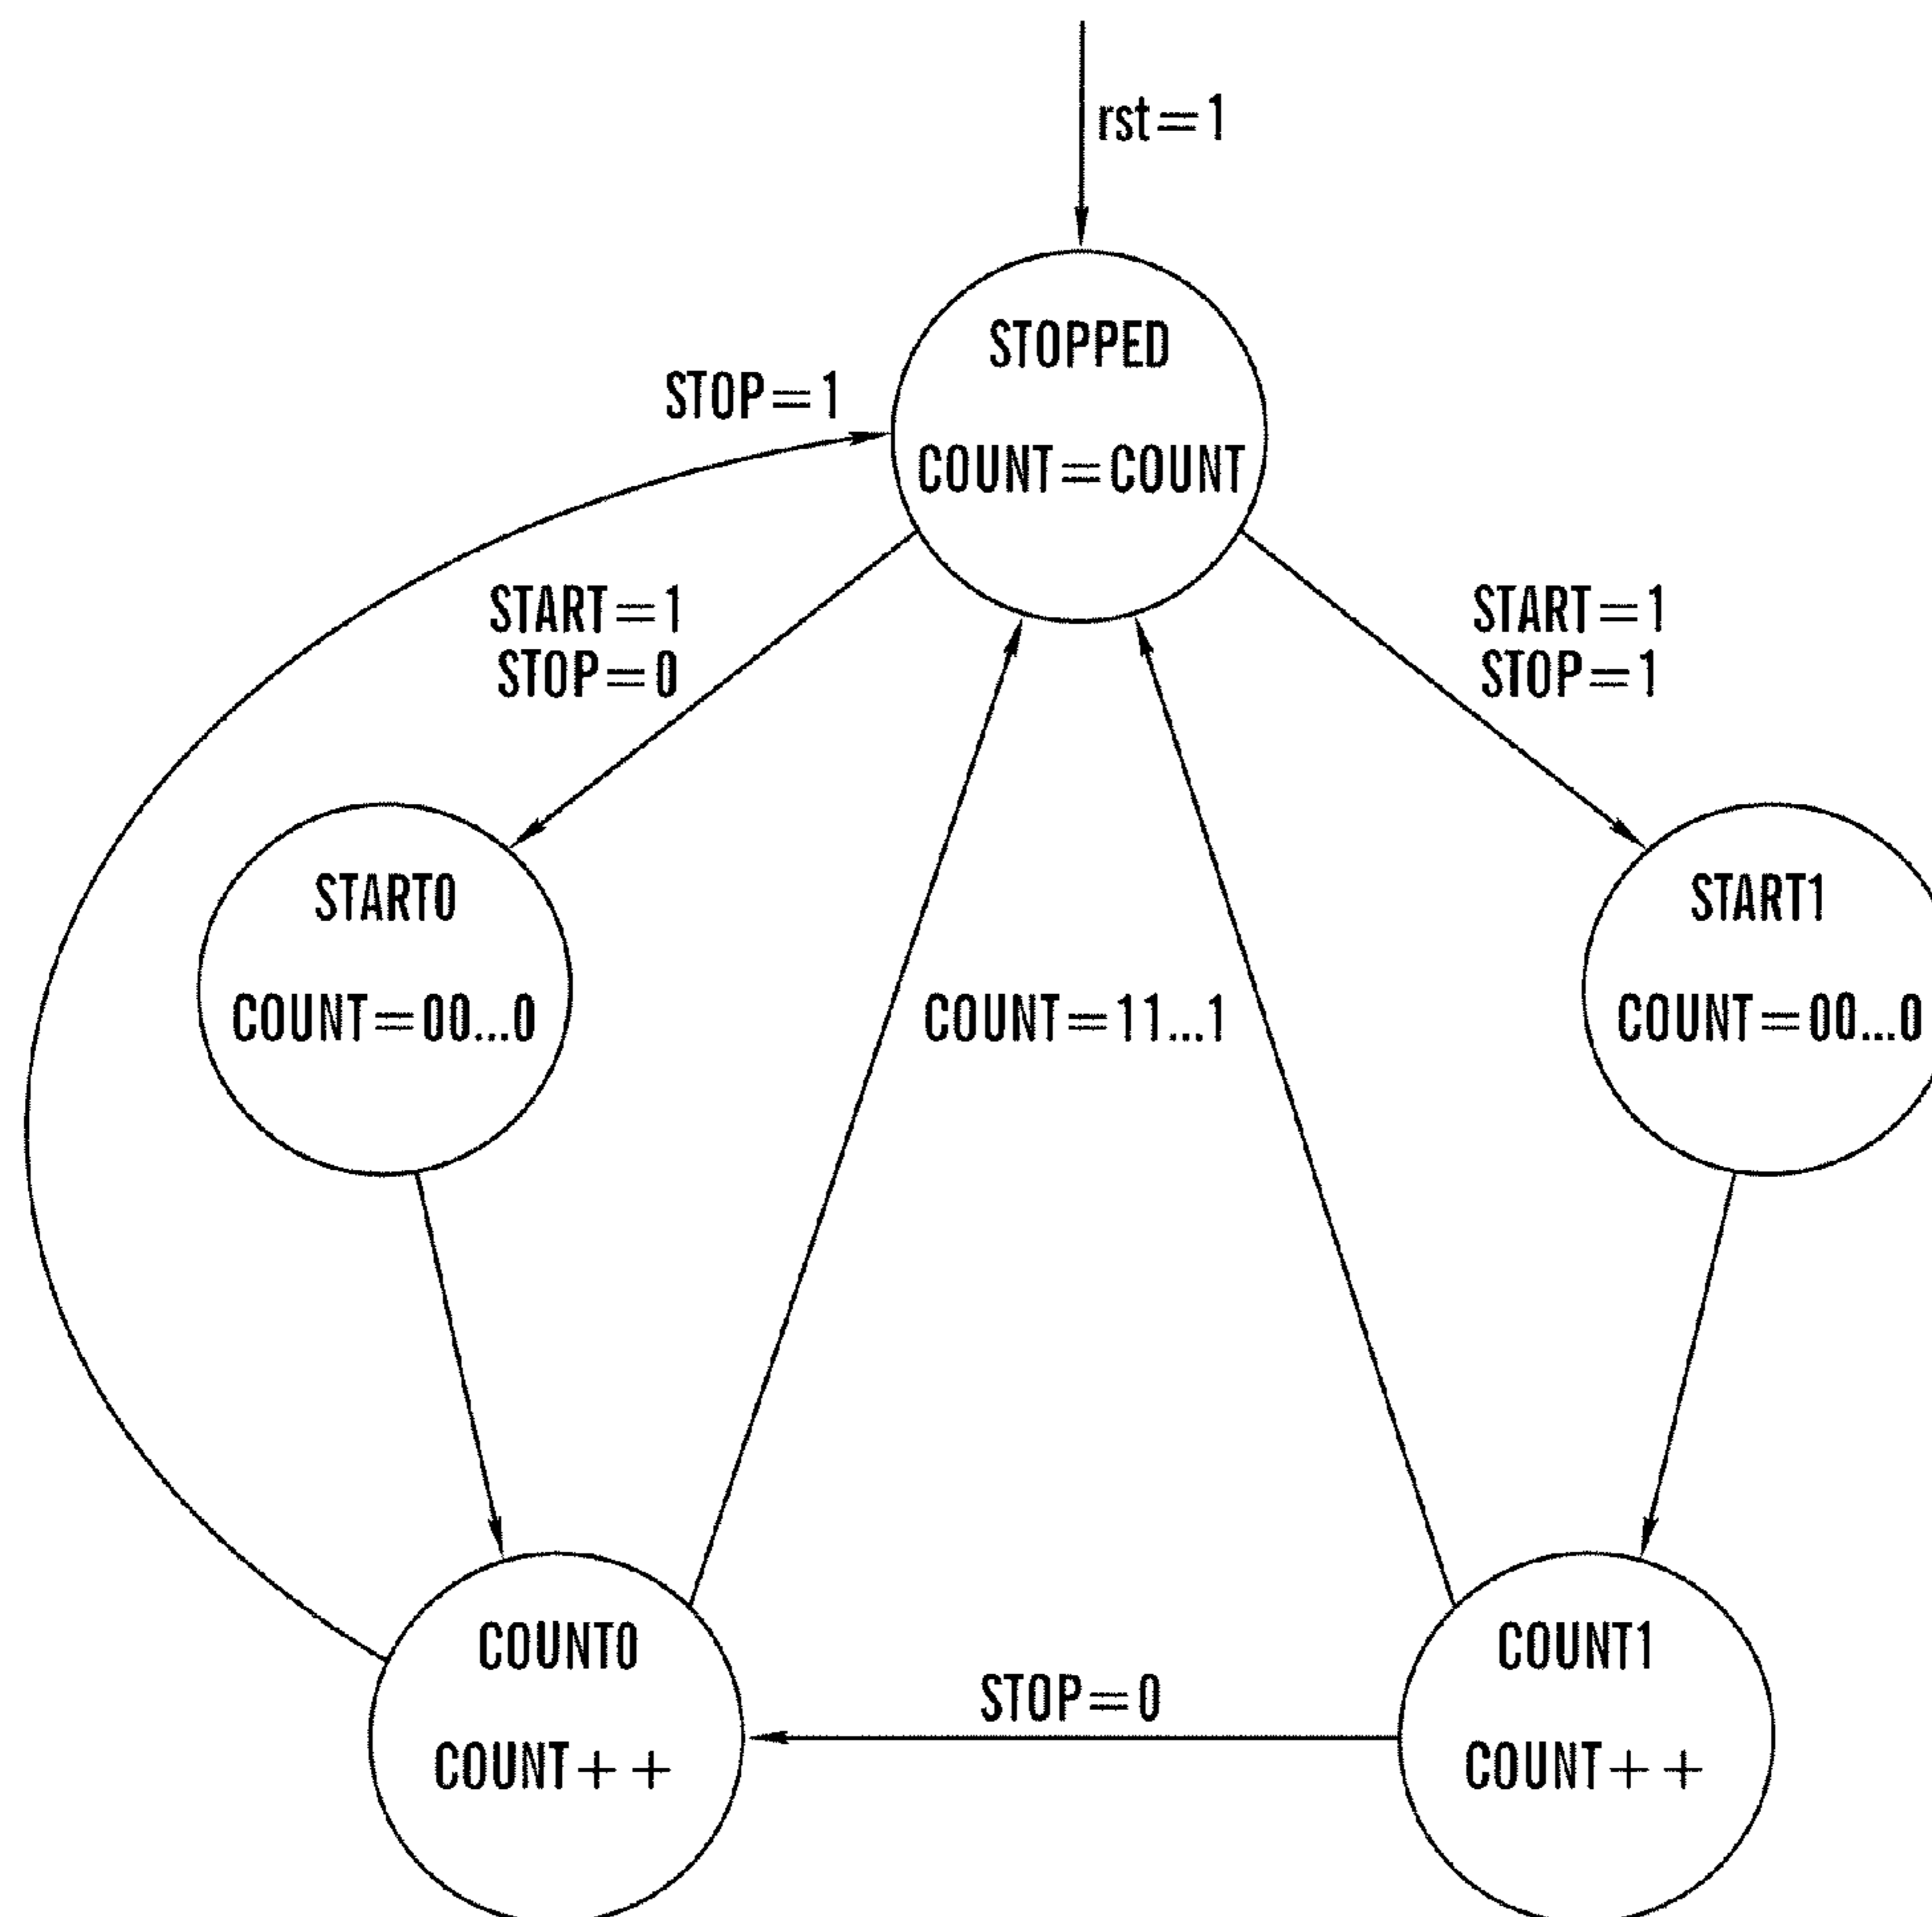 rst=1
STOPPED
STOP=1
COUNT=COUNT
START=1
STOP=0
START=1
STOP=1
START0
START1
COUNT=00...0
COUNT=11...1
COUNT=00...0
COUNT0
COUNT1
STOP=0
COUNT++
COUNT++